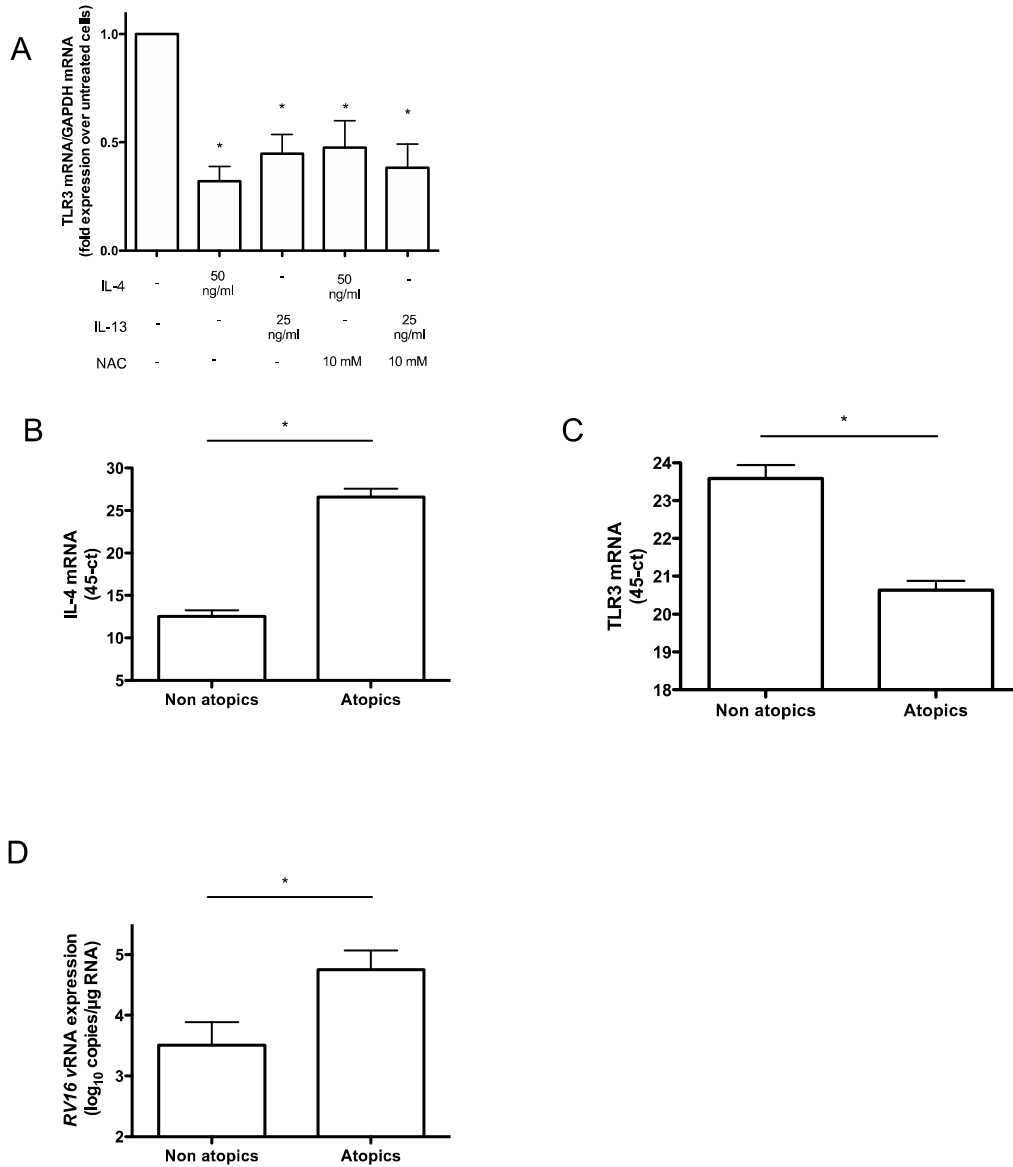 A
TLR3 mRNA/GAPDH mRNA
(fold expression over untreated cells)
1.0
0.5
0.0
*
*
*
*
IL-4 - 50 ng/ml - 50 ng/ml -
IL-13 - - 25 ng/ml - 25 ng/ml
NAC - - - 10 mM 10 mM
B
*
IL-4 mRNA
(45-ct)
30
25
20
15
10
5
Non atopics Atopics
C
*
TLR3 mRNA
(45-ct)
24
23
22
21
20
19
18
Non atopics Atopics
D
*
RV16 vRNA expression
(log10 copies/µg RNA)
5
4
3
2
Non atopics Atopics